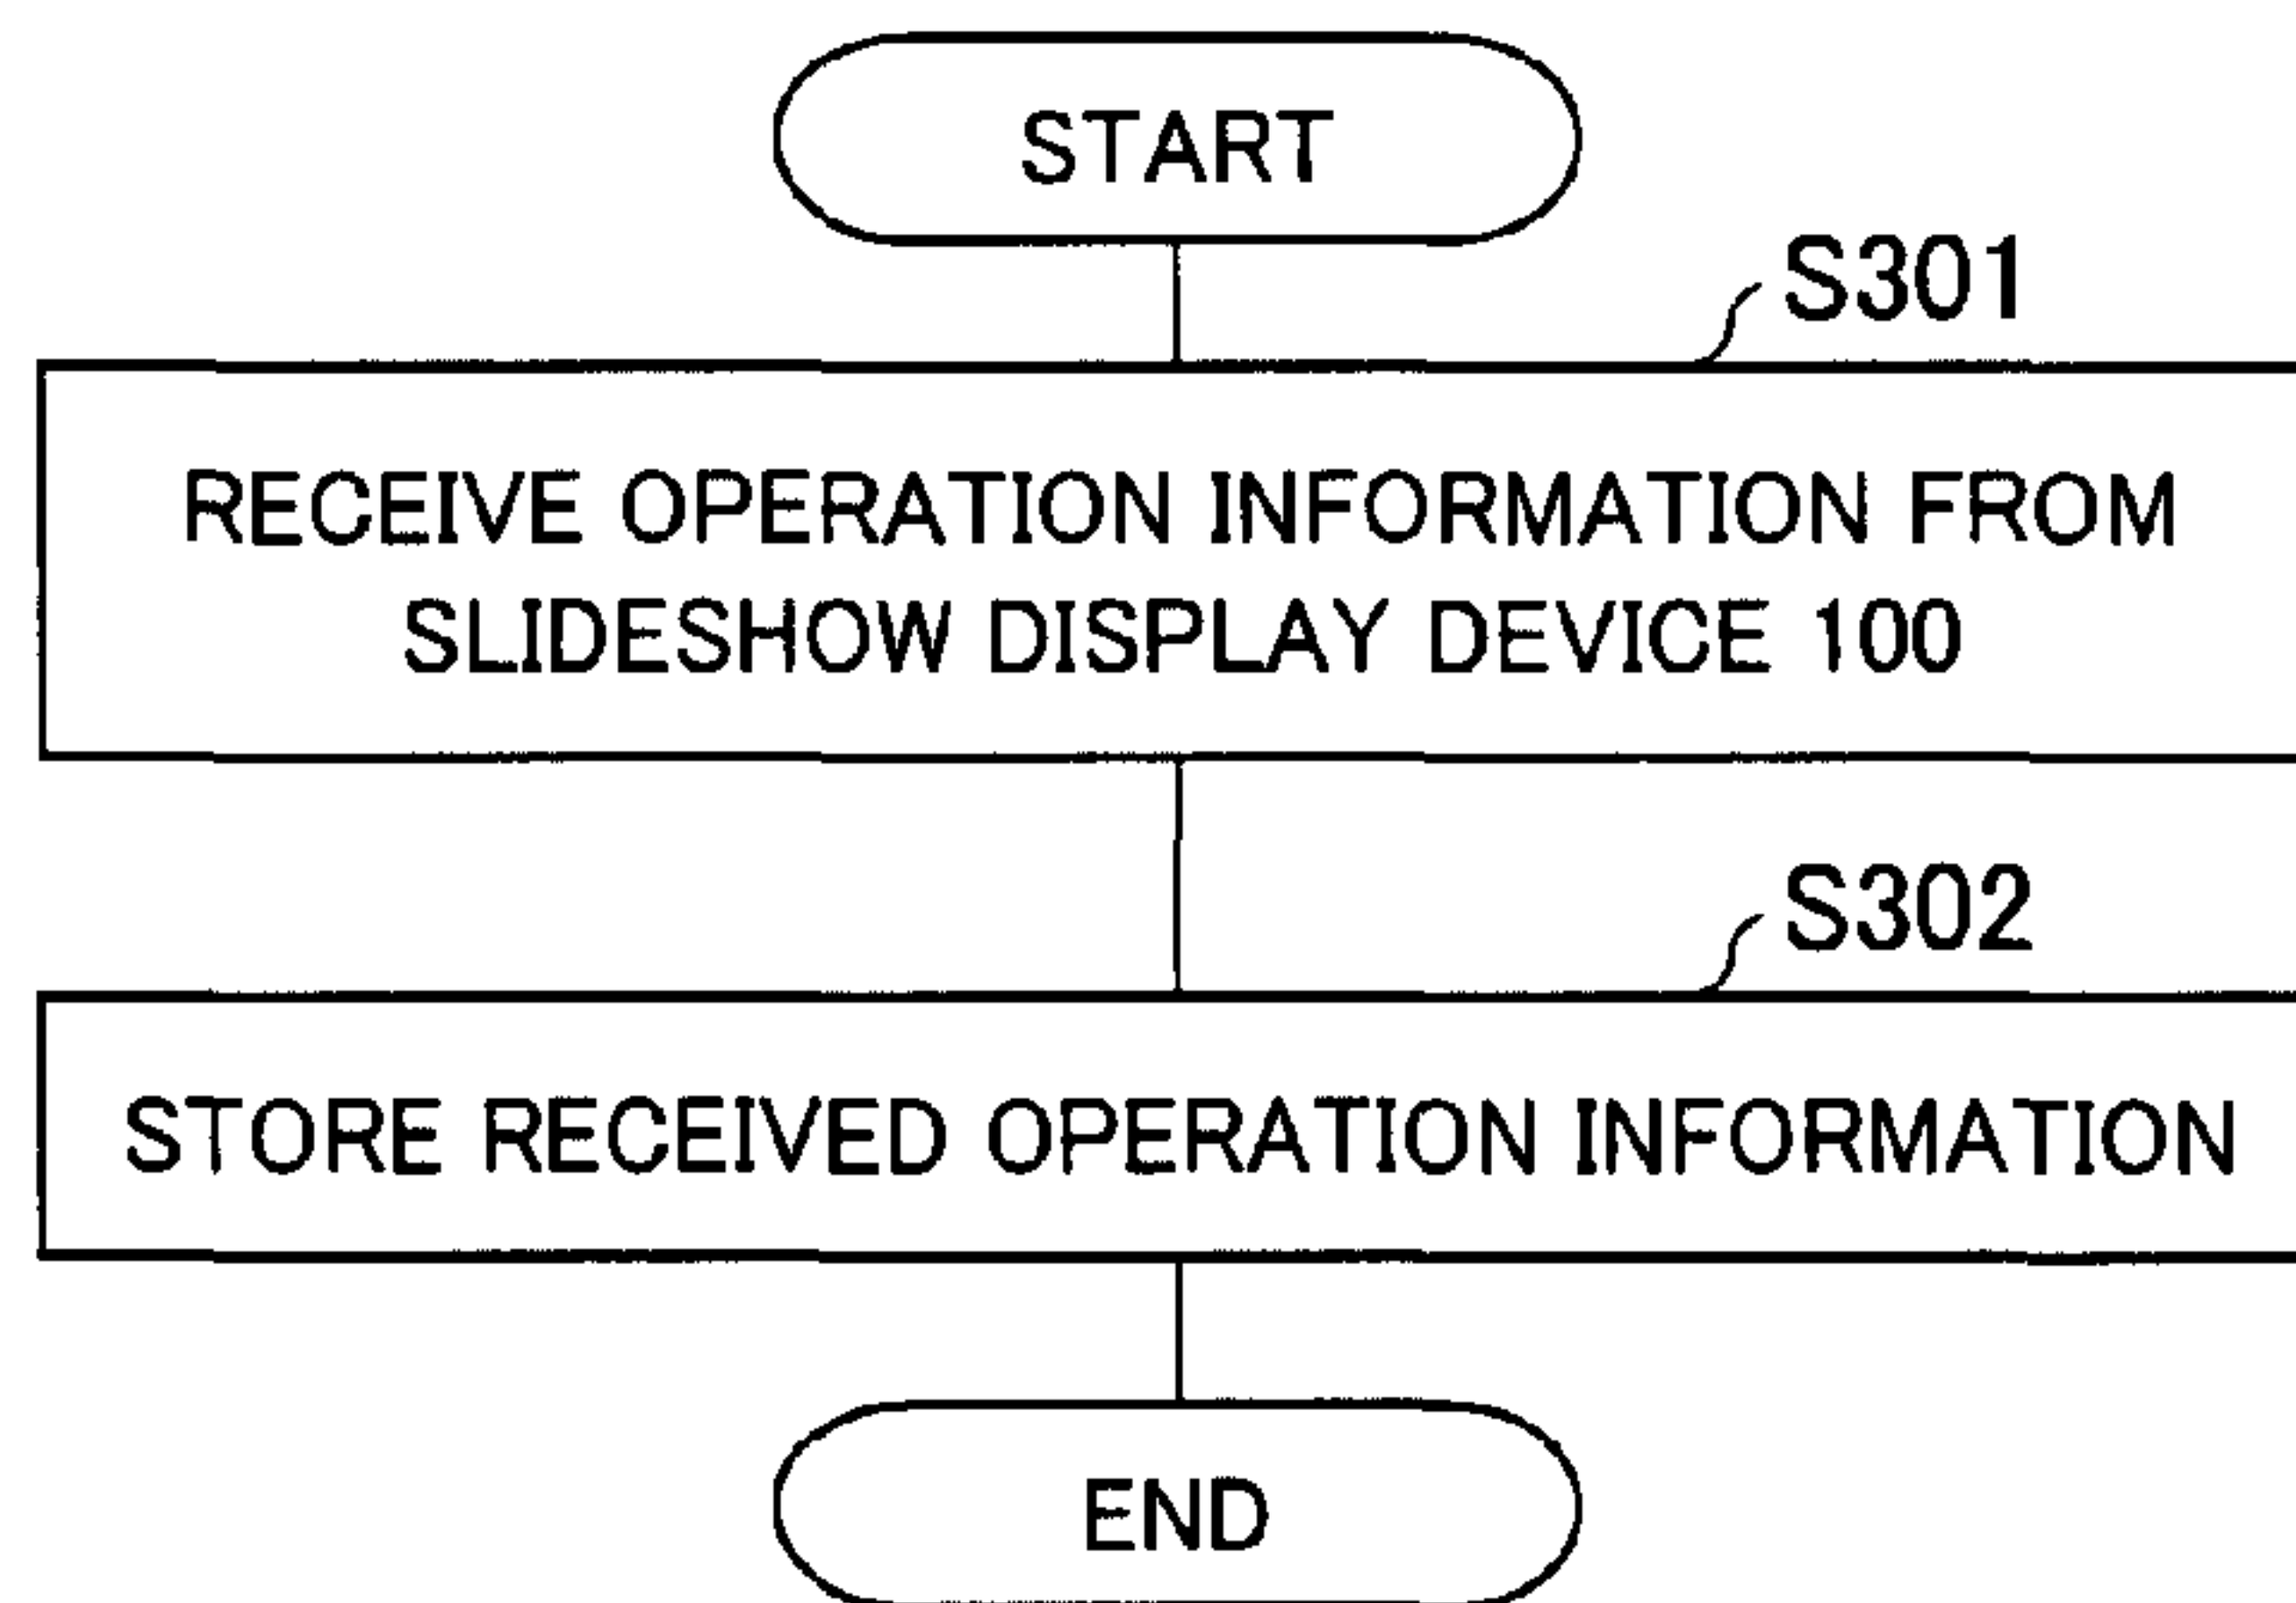 START
S301
RECEIVE OPERATION INFORMATION FROM
SLIDESHOW DISPLAY DEVICE 100
S302
STORE RECEIVED OPERATION INFORMATION
END